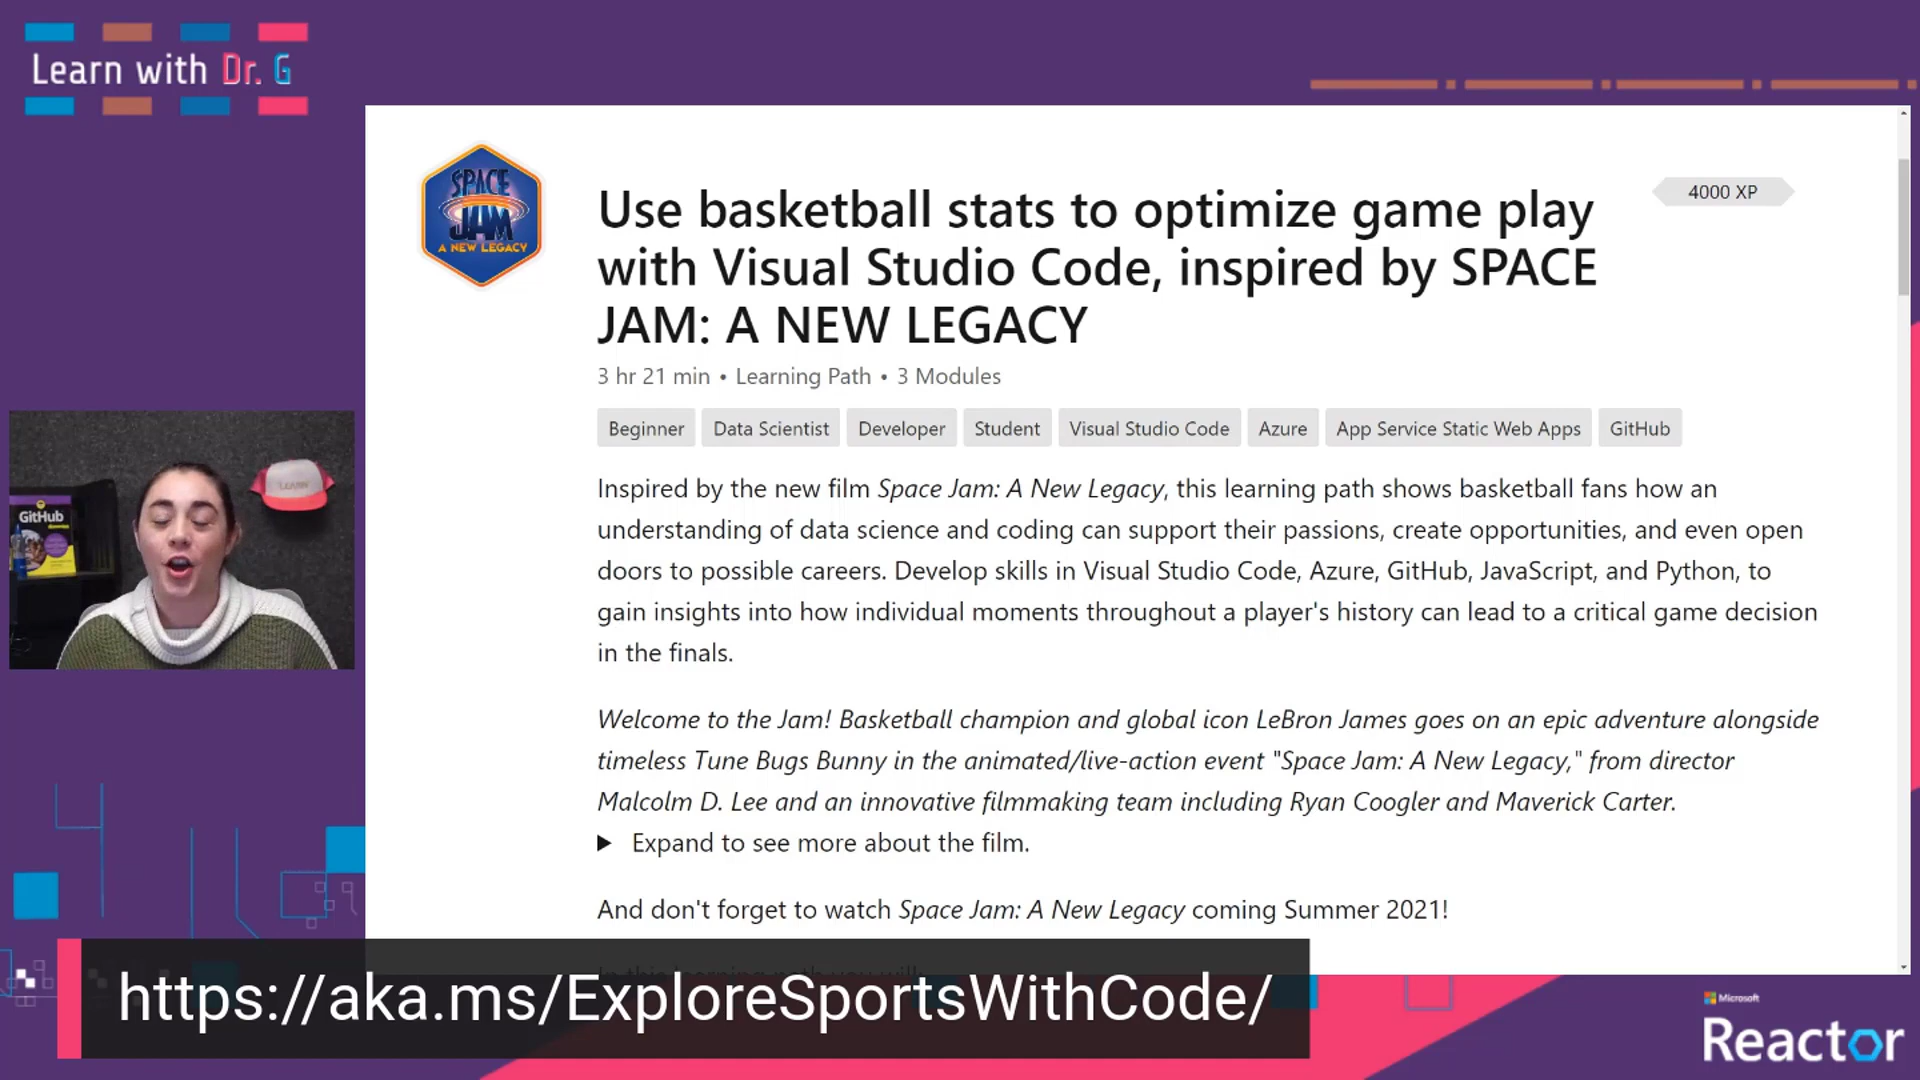 Learn with Dr. G
SPACE
JAM
A NEW LEGACY
Use basketball stats to optimize game play
with Visual Studio Code, inspired by SPACE
JAM: A NEW LEGACY
4000 XP
3 hr 21 min • Learning Path • 3 Modules
Beginner Data Scientist Developer Student Visual Studio Code Azure App Service Static Web Apps GitHub
Inspired by the new film Space Jam: A New Legacy, this learning path shows basketball fans how an
understanding of data science and coding can support their passions, create opportunities, and even open
doors to possible careers. Develop skills in Visual Studio Code, Azure, GitHub, JavaScript, and Python, to
gain insights into how individual moments throughout a player's history can lead to a critical game decision
in the finals.
Welcome to the Jam! Basketball champion and global icon LeBron James goes on an epic adventure alongside
timeless Tune Bugs Bunny in the animated/live-action event "Space Jam: A New Legacy," from director
Malcolm D. Lee and an innovative filmmaking team including Ryan Coogler and Maverick Carter.
Expand to see more about the film.
And don't forget to watch Space Jam: A New Legacy coming Summer 2021!
GitHub
LEARN
https://aka.ms/ExploreSportsWithCode/
Microsoft
Reactor